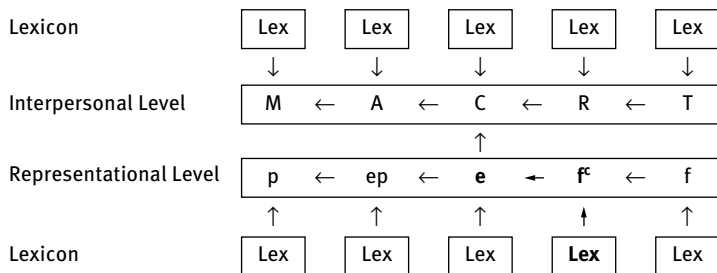 Lexicon Lex Lex Lex Lex Lex
↓ ↓ ↓ ↓ ↓
Interpersonal Level M ← A ← C ← R ← T
↑
Representational Level p ← ep ← e ← fᶜ ← f
↑ ↑ ↑ ↑ ↑
Lexicon Lex Lex Lex Lex Lex